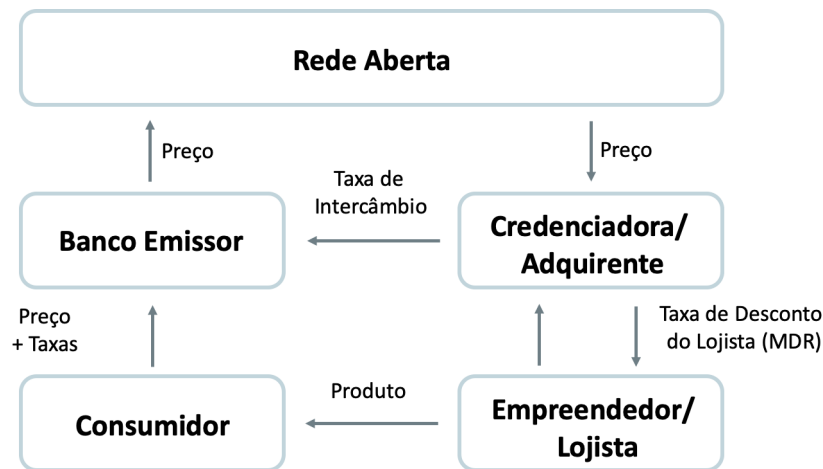 Rede Aberta
Preço
Preço
Taxa de
Intercâmbio
Banco Emissor
Credenciadora/
Adquirente
Preço
+ Taxas
Taxa de Desconto
do Lojista (MDR)
Produto
Consumidor
Empreendedor/
Lojista